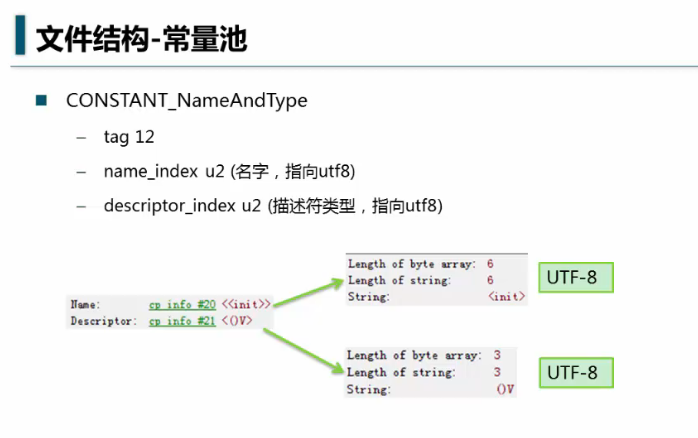 文件结构-常量池
CONSTANT_NameAndType
– tag 12
– name_index u2 (名字，指向utf8)
– descriptor_index u2 (描述符类型，指向utf8)
Length of byte array: 6
Length of string: 6
String: <init>
UTF-8
Name: cp info #20 <<init>>
Descriptor: cp info #21 <()V>
Length of byte array: 3
Length of string: 3
String: ()V
UTF-8